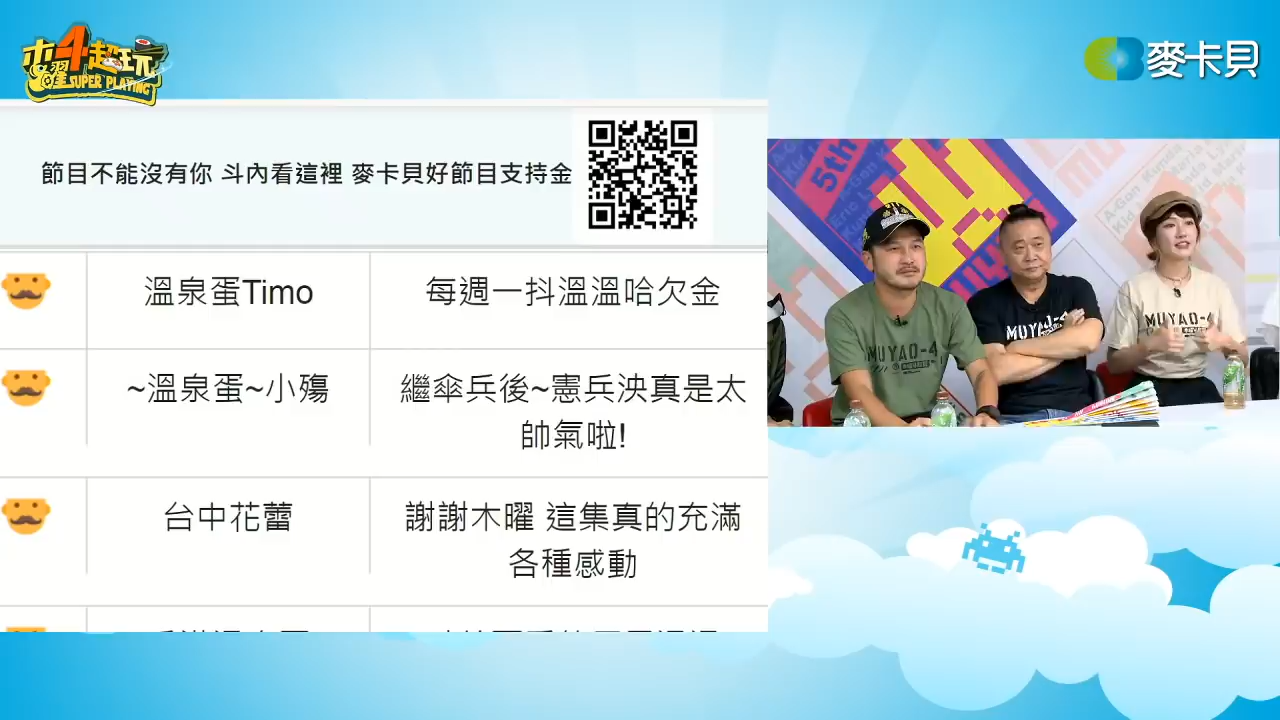 木曜4超玩
SUPER PLAYING
麥卡貝
節目不能沒有你 斗內看這裡 麥卡貝好節目支持金
溫泉蛋Timo
每週一抖溫溫哈欠金
~溫泉蛋~小殤
繼傘兵後~憲兵泱真是太
帥氣啦!
台中花蕾
謝謝木曜 這集真的充滿
各種感動
5th
MUYAO-4
MUYAO-4
MUYAO-4